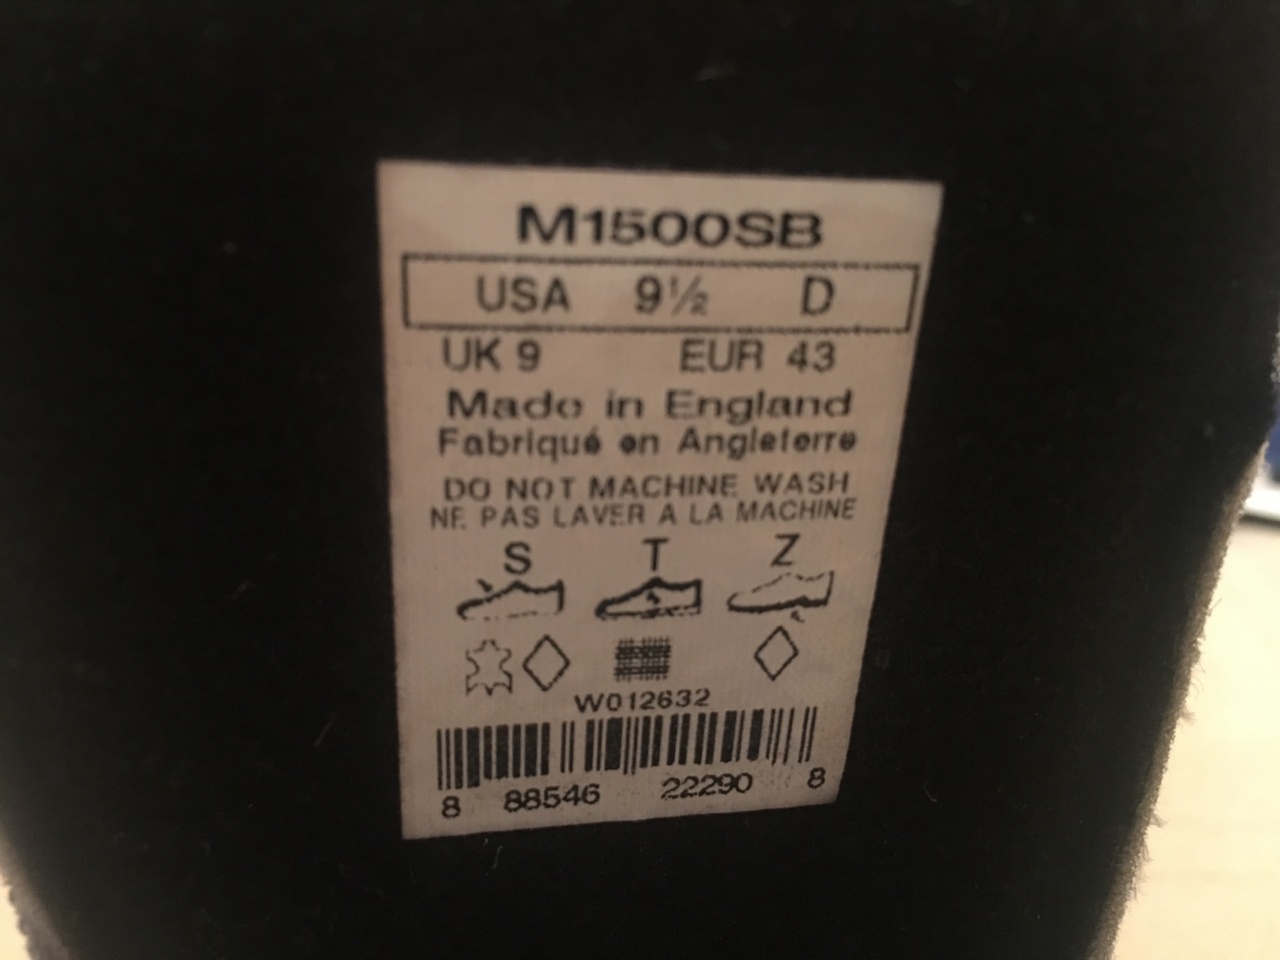 M1500SB
USA 9½ D
UK 9 EUR 43
Made in England
Fabriqué en Angleterre
DO NOT MACHINE WASH
NE PAS LAVER A LA MACHINE
S T Z
W012632
8 88546 22290 8